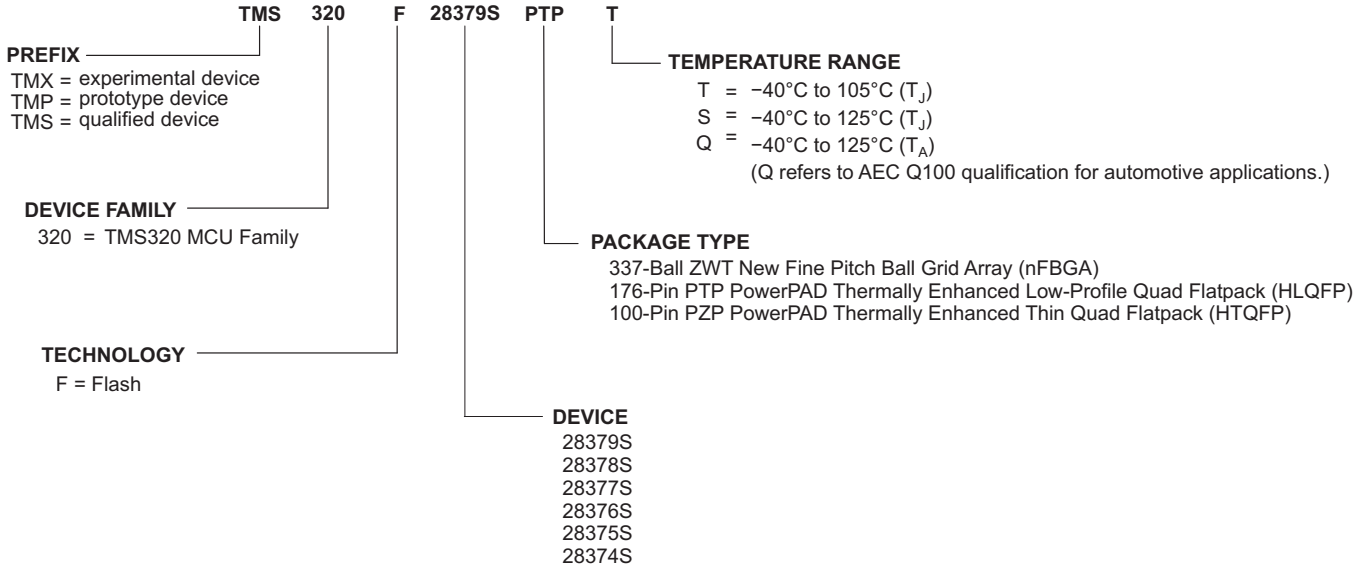 TMS 320 F 28379S PTP T
PREFIX
TMX = experimental device
TMP = prototype device
TMS = qualified device
TEMPERATURE RANGE
T = −40°C to 105°C (TJ)
S = −40°C to 125°C (TJ)
Q = −40°C to 125°C (TA)
(Q refers to AEC Q100 qualification for automotive applications.)
DEVICE FAMILY
320 = TMS320 MCU Family
PACKAGE TYPE
337-Ball ZWT New Fine Pitch Ball Grid Array (nFBGA)
176-Pin PTP PowerPAD Thermally Enhanced Low-Profile Quad Flatpack (HLQFP)
100-Pin PZP PowerPAD Thermally Enhanced Thin Quad Flatpack (HTQFP)
TECHNOLOGY
F = Flash
DEVICE
28379S
28378S
28377S
28376S
28375S
28374S